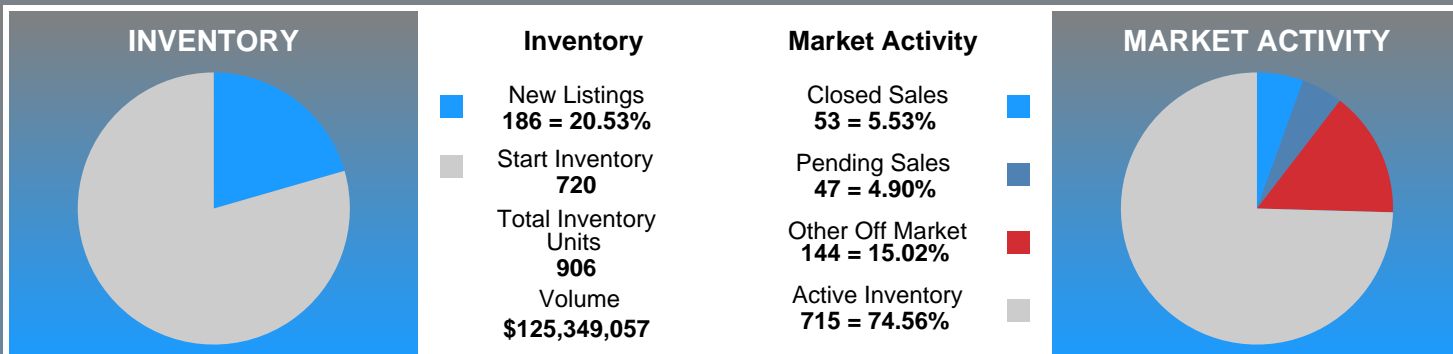 INVENTORY
Inventory
New Listings
186 = 20.53%
Start Inventory
720
Total Inventory
Units
906
Volume
$125,349,057
Market Activity
Closed Sales
53 = 5.53%
Pending Sales
47 = 4.90%
Other Off Market
144 = 15.02%
Active Inventory
715 = 74.56%
MARKET ACTIVITY